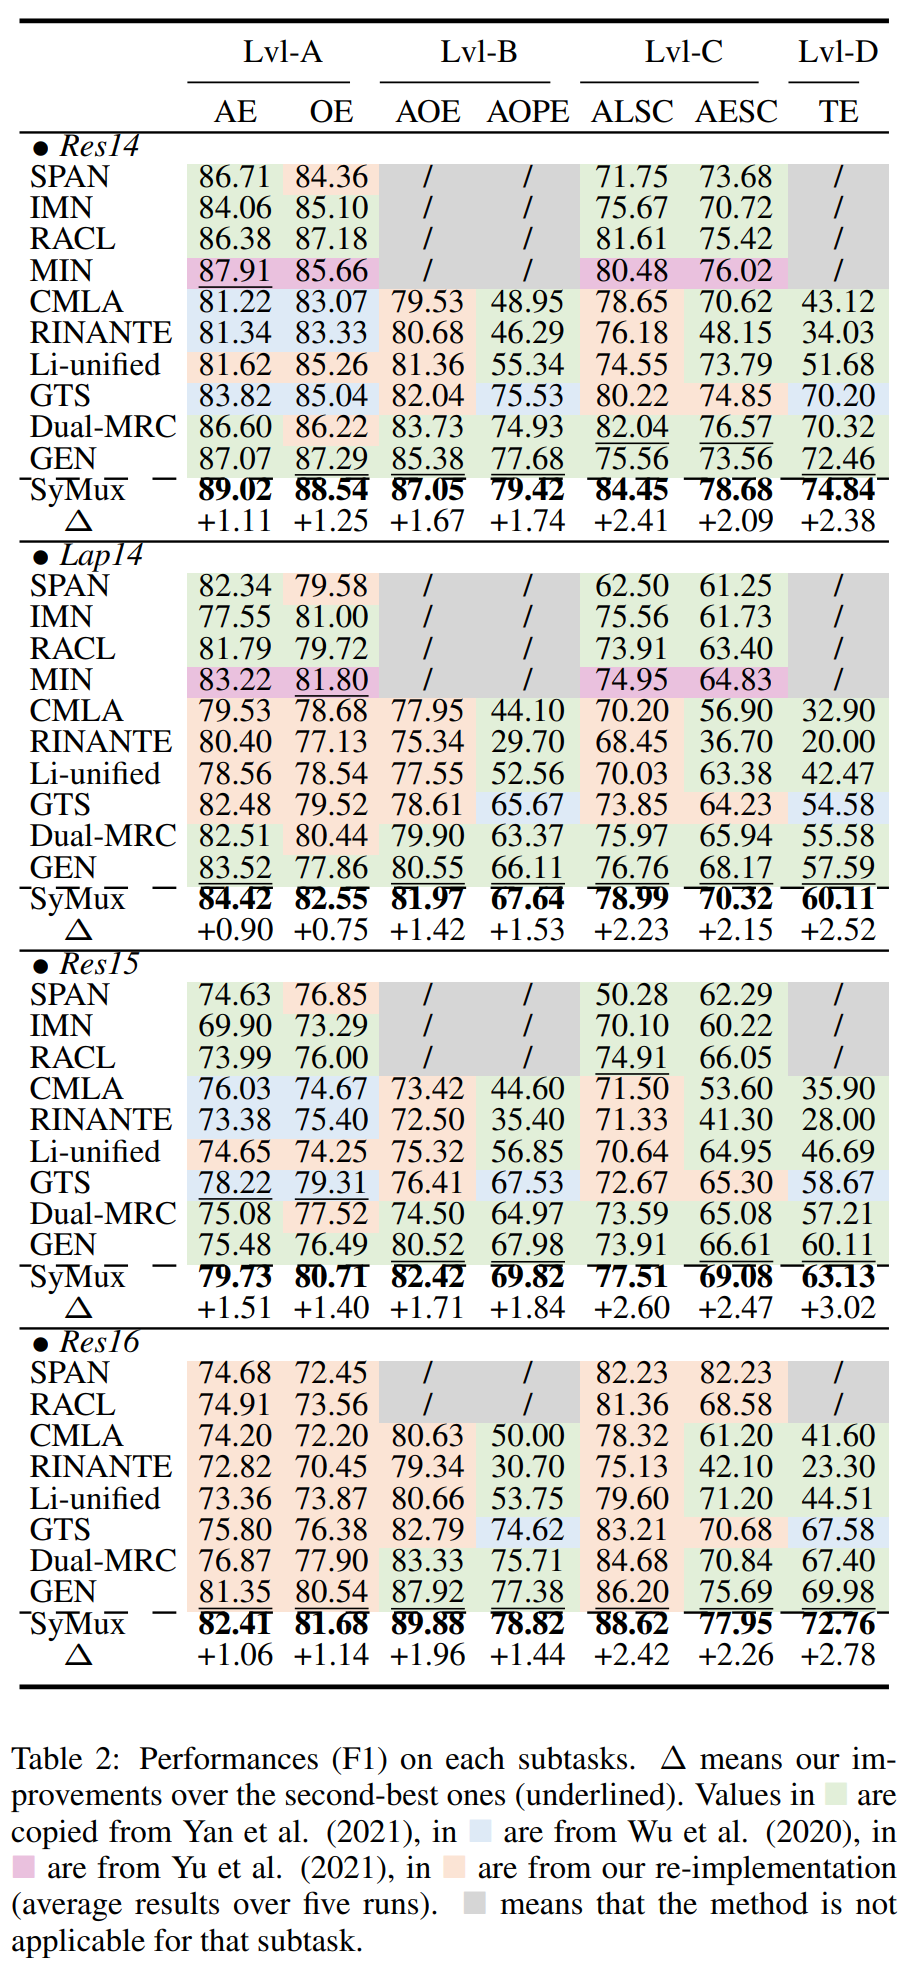 Lvl-A Lvl-B Lvl-C Lvl-D
AE OE AOE AOPE ALSC AESC TE
• Res14
SPAN 86.71 84.36 / / 71.75 73.68 /
IMN 84.06 85.10 / / 75.67 70.72 /
RACL 86.38 87.18 / / 81.61 75.42 /
MIN 87.91 85.66 / / 80.48 76.02 /
CMLA 81.22 83.07 79.53 48.95 78.65 70.62 43.12
RINANTE 81.34 83.33 80.68 46.29 76.18 48.15 34.03
Li-unified 81.62 85.26 81.36 55.34 74.55 73.79 51.68
GTS 83.82 85.04 82.04 75.53 80.22 74.85 70.20
Dual-MRC 86.60 86.22 83.73 74.93 82.04 76.57 70.32
GEN 87.07 87.29 85.38 77.68 75.56 73.56 72.46
SyMux 89.02 88.54 87.05 79.42 84.45 78.68 74.84
Δ +1.11 +1.25 +1.67 +1.74 +2.41 +2.09 +2.38
• Lap14
SPAN 82.34 79.58 / / 62.50 61.25 /
IMN 77.55 81.00 / / 75.56 61.73 /
RACL 81.79 79.72 / / 73.91 63.40 /
MIN 83.22 81.80 / / 74.95 64.83 /
CMLA 79.53 78.68 77.95 44.10 70.20 56.90 32.90
RINANTE 80.40 77.13 75.34 29.70 68.45 36.70 20.00
Li-unified 78.56 78.54 77.55 52.56 70.03 63.38 42.47
GTS 82.48 79.52 78.61 65.67 73.85 64.23 54.58
Dual-MRC 82.51 80.44 79.90 63.37 75.97 65.94 55.58
GEN 83.52 77.86 80.55 66.11 76.76 68.17 57.59
SyMux 84.42 82.55 81.97 67.64 78.99 70.32 60.11
Δ +0.90 +0.75 +1.42 +1.53 +2.23 +2.15 +2.52
• Res15
SPAN 74.63 76.85 / / 50.28 62.29 /
IMN 69.90 73.29 / / 70.10 60.22 /
RACL 73.99 76.00 / / 74.91 66.05 /
CMLA 76.03 74.67 73.42 44.60 71.50 53.60 35.90
RINANTE 73.38 75.40 72.50 35.40 71.33 41.30 28.00
Li-unified 74.65 74.25 75.32 56.85 70.64 64.95 46.69
GTS 78.22 79.31 76.41 67.53 72.67 65.30 58.67
Dual-MRC 75.08 77.52 74.50 64.97 73.59 65.08 57.21
GEN 75.48 76.49 80.52 67.98 73.91 66.61 60.11
SyMux 79.73 80.71 82.42 69.82 77.51 69.08 63.13
Δ +1.51 +1.40 +1.71 +1.84 +2.60 +2.47 +3.02
• Res16
SPAN 74.68 72.45 / / 82.23 82.23 /
RACL 74.91 73.56 / / 81.36 68.58 /
CMLA 74.20 72.20 80.63 50.00 78.32 61.20 41.60
RINANTE 72.82 70.45 79.34 30.70 75.13 42.10 23.30
Li-unified 73.36 73.87 80.66 53.75 79.60 71.20 44.51
GTS 75.80 76.38 82.79 74.62 83.21 70.68 67.58
Dual-MRC 76.87 77.90 83.33 75.71 84.68 70.84 67.40
GEN 81.35 80.54 87.92 77.38 86.20 75.69 69.98
SyMux 82.41 81.68 89.88 78.82 88.62 77.95 72.76
Δ +1.06 +1.14 +1.96 +1.44 +2.42 +2.26 +2.78
Table 2: Performances (F1) on each subtasks. Δ means our im-
provements over the second-best ones (underlined). Values in are
copied from Yan et al. (2021), in are from Wu et al. (2020), in
are from Yu et al. (2021), in are from our re-implementation
(average results over five runs). means that the method is not
applicable for that subtask.